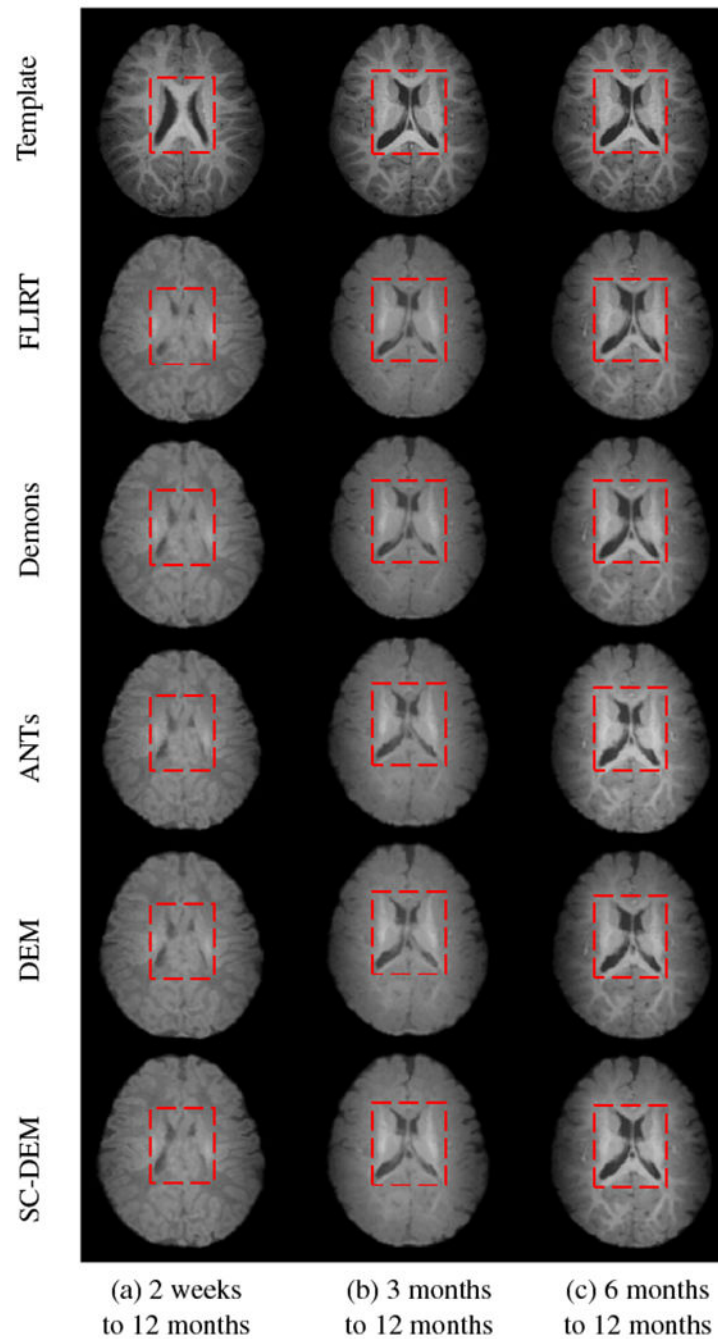 Template
FLIRT
Demons
ANTs
DEM
SC-DEM
(a) 2 weeks
to 12 months
(b) 3 months
to 12 months
(c) 6 months
to 12 months